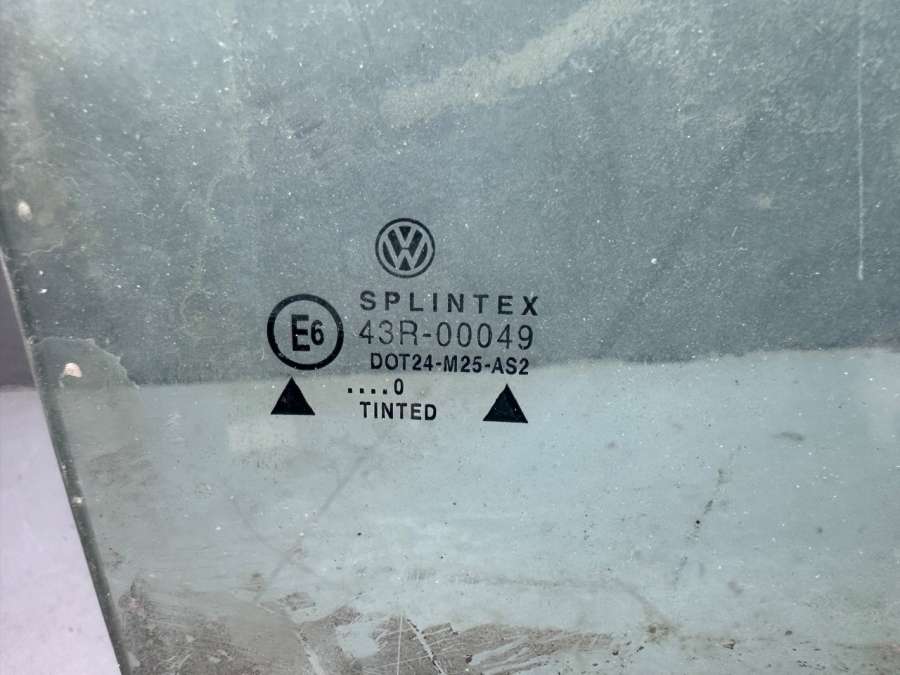 SPLINTEX
E6 43R-00049
DOT24-M25-AS2
....0
TINTED